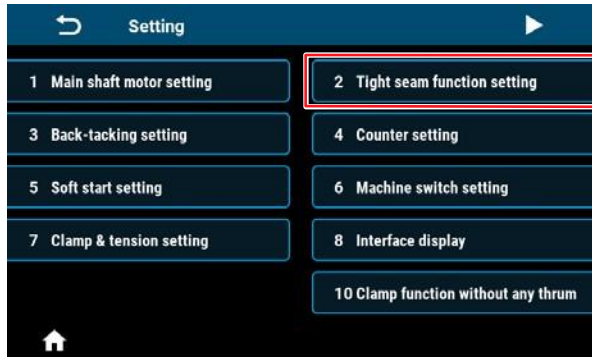 Setting
1 Main shaft motor setting
2 Tight seam function setting
3 Back-tacking setting
4 Counter setting
5 Soft start setting
6 Machine switch setting
7 Clamp & tension setting
8 Interface display
10 Clamp function without any thrum